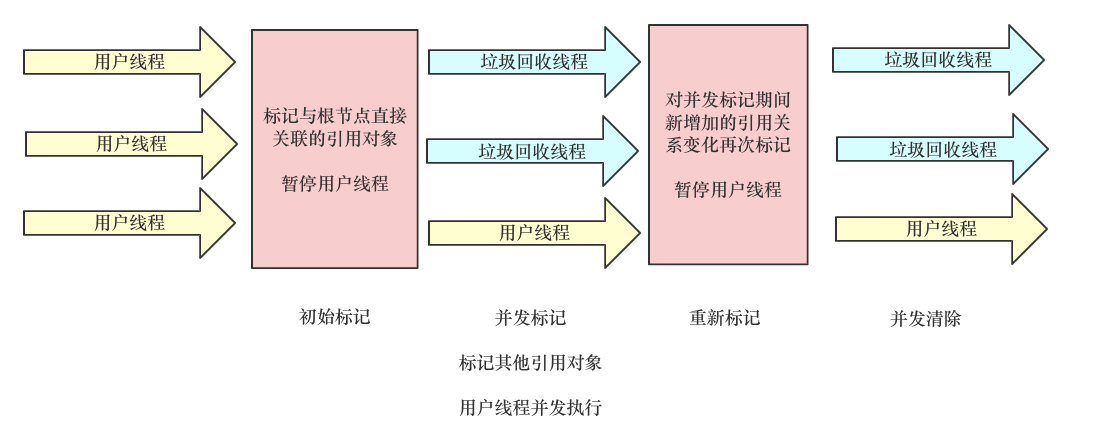 用户线程
用户线程
用户线程
标记与根节点直接
关联的引用对象
暂停用户线程
垃圾回收线程
垃圾回收线程
用户线程
对并发标记期间
新增加的引用关
系变化再次标记
暂停用户线程
垃圾回收线程
垃圾回收线程
用户线程
初始标记
并发标记
标记其他引用对象
用户线程并发执行
重新标记
并发清除